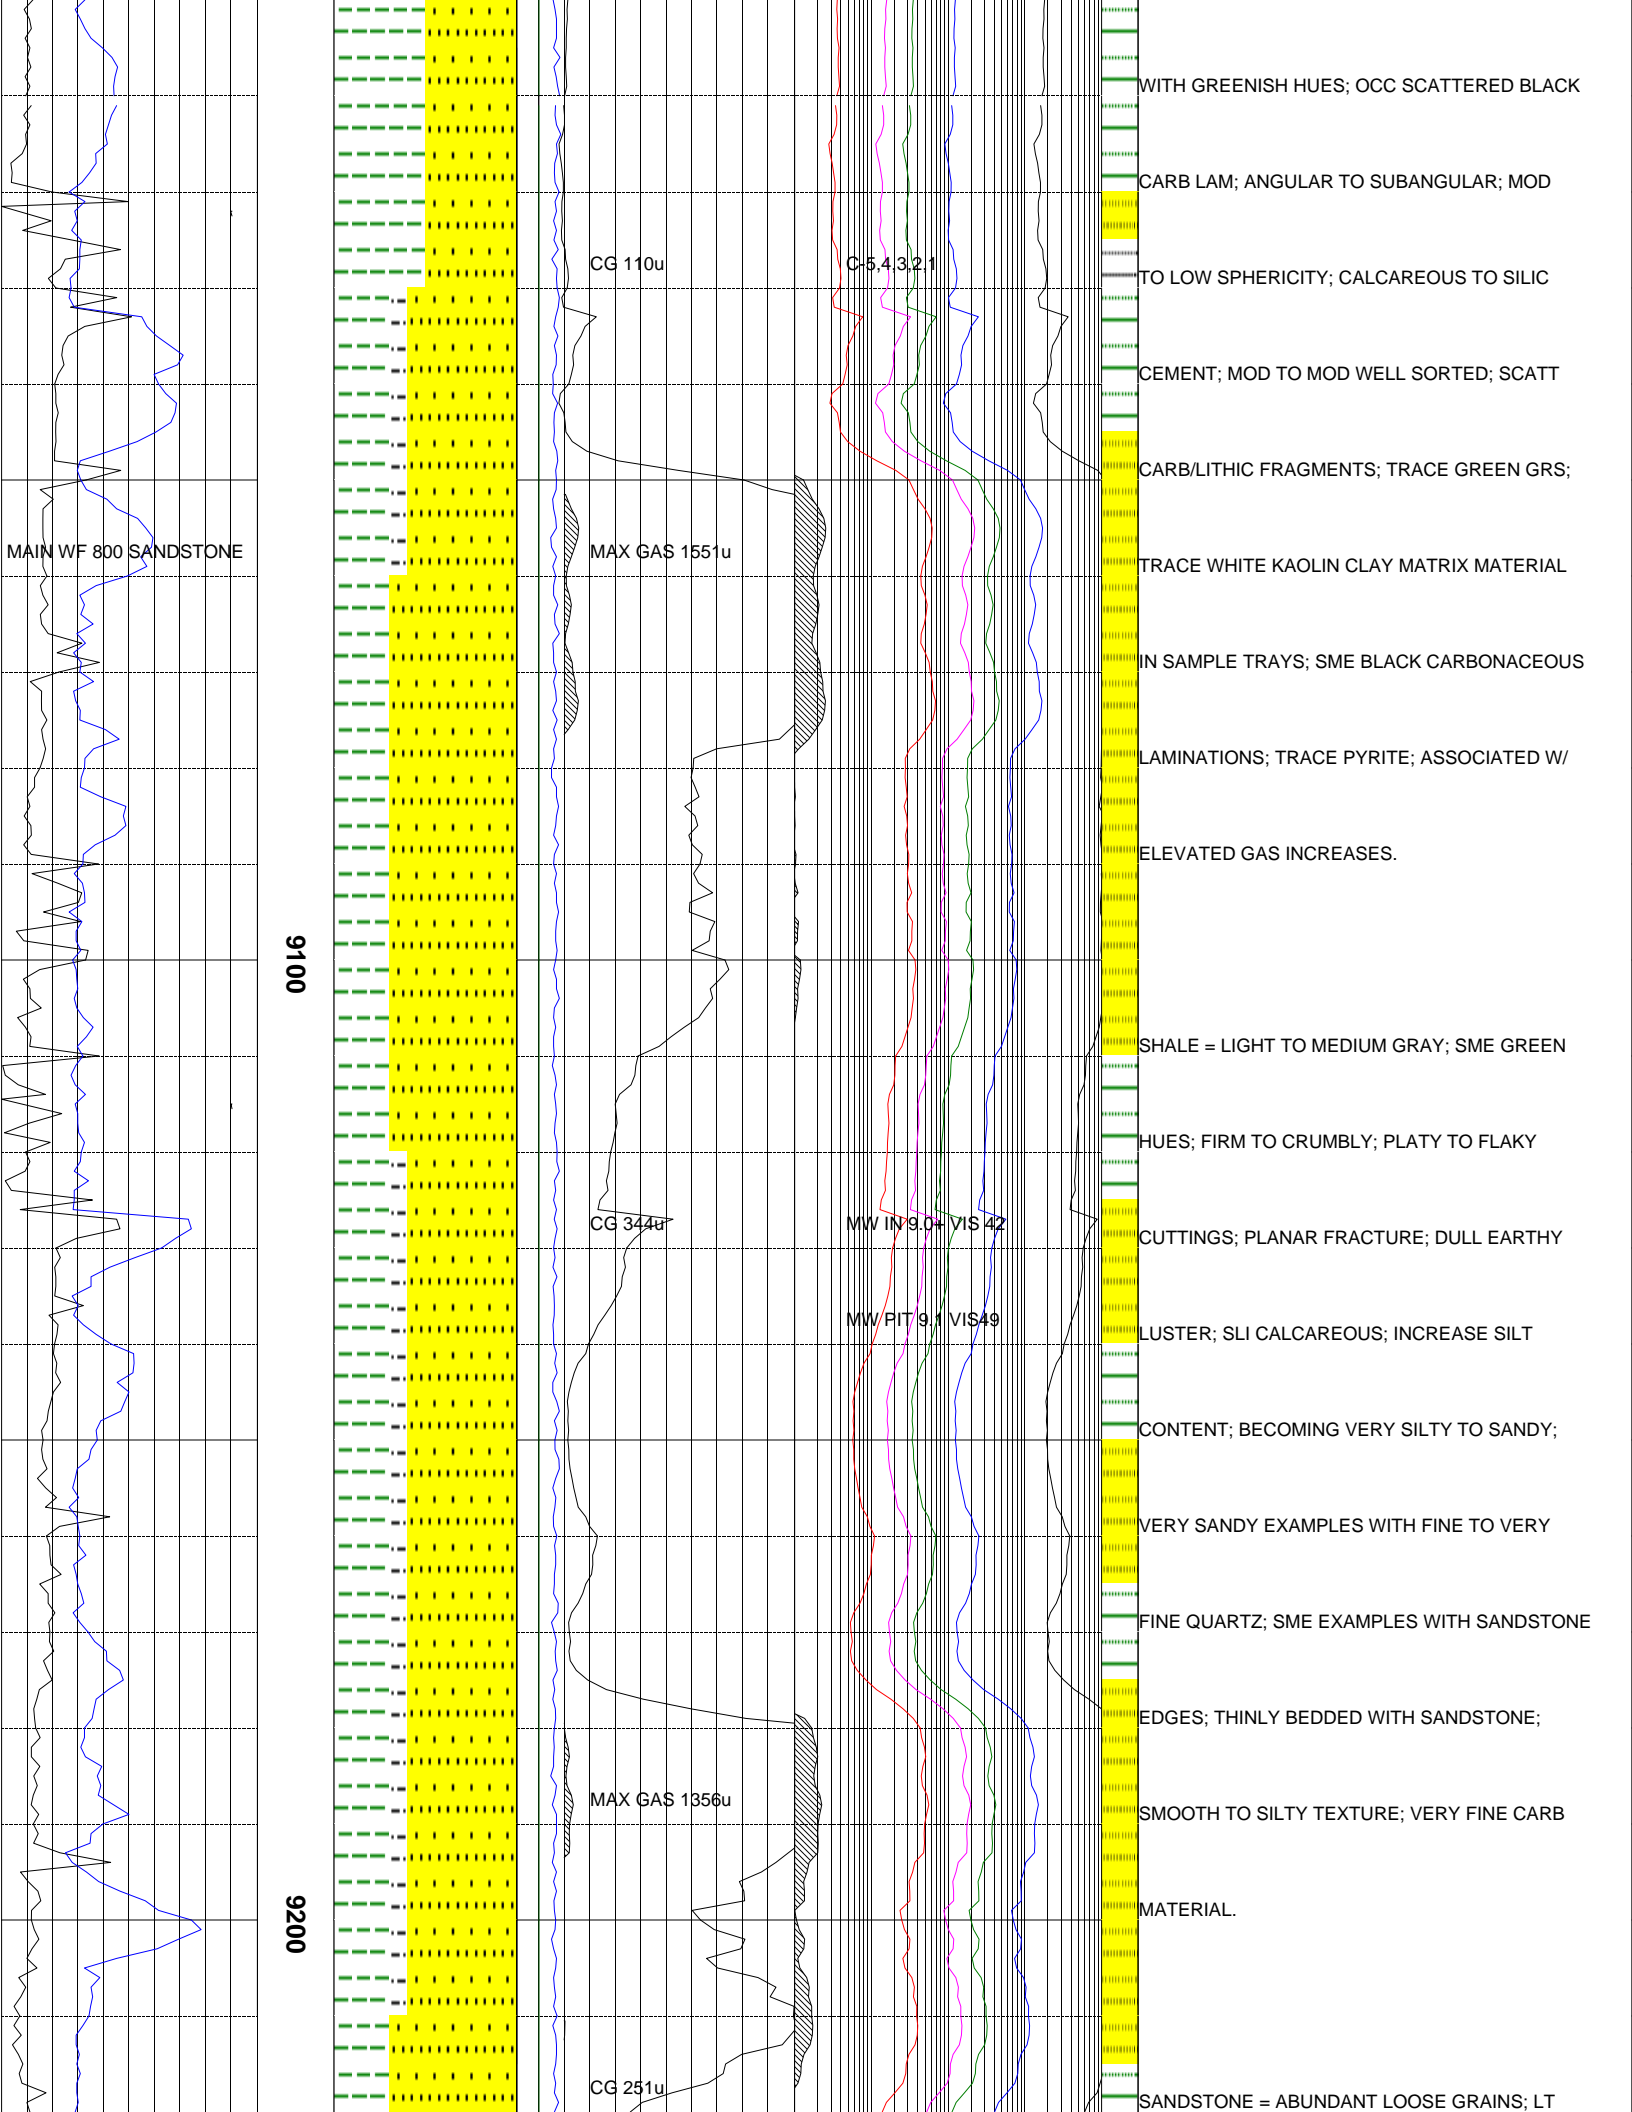 WITH GREENISH HUES; OCC SCATTERED BLACK
CARB LAM; ANGULAR TO SUBANGULAR; MOD
CG 110u
C-5,4,3,2,1
TO LOW SPHERICITY; CALCAREOUS TO SILIC
CEMENT; MOD TO MOD WELL SORTED; SCATT
CARB/LITHIC FRAGMENTS; TRACE GREEN GRS;
MAIN WF 800 SANDSTONE
MAX GAS 1551u
TRACE WHITE KAOLIN CLAY MATRIX MATERIAL
IN SAMPLE TRAYS; SME BLACK CARBONACEOUS
LAMINATIONS; TRACE PYRITE; ASSOCIATED W/
ELEVATED GAS INCREASES.
9100
SHALE = LIGHT TO MEDIUM GRAY; SME GREEN
HUES; FIRM TO CRUMBLY; PLATY TO FLAKY
CG 344u
MW IN 9.0+ VIS 42
CUTTINGS; PLANAR FRACTURE; DULL EARTHY
MW PIT 9.1 VIS49
LUSTER; SLI CALCAREOUS; INCREASE SILT
CONTENT; BECOMING VERY SILTY TO SANDY;
VERY SANDY EXAMPLES WITH FINE TO VERY
FINE QUARTZ; SME EXAMPLES WITH SANDSTONE
EDGES; THINLY BEDDED WITH SANDSTONE;
MAX GAS 1356u
SMOOTH TO SILTY TEXTURE; VERY FINE CARB
MATERIAL.
9200
CG 251u
SANDSTONE = ABUNDANT LOOSE GRAINS; LT